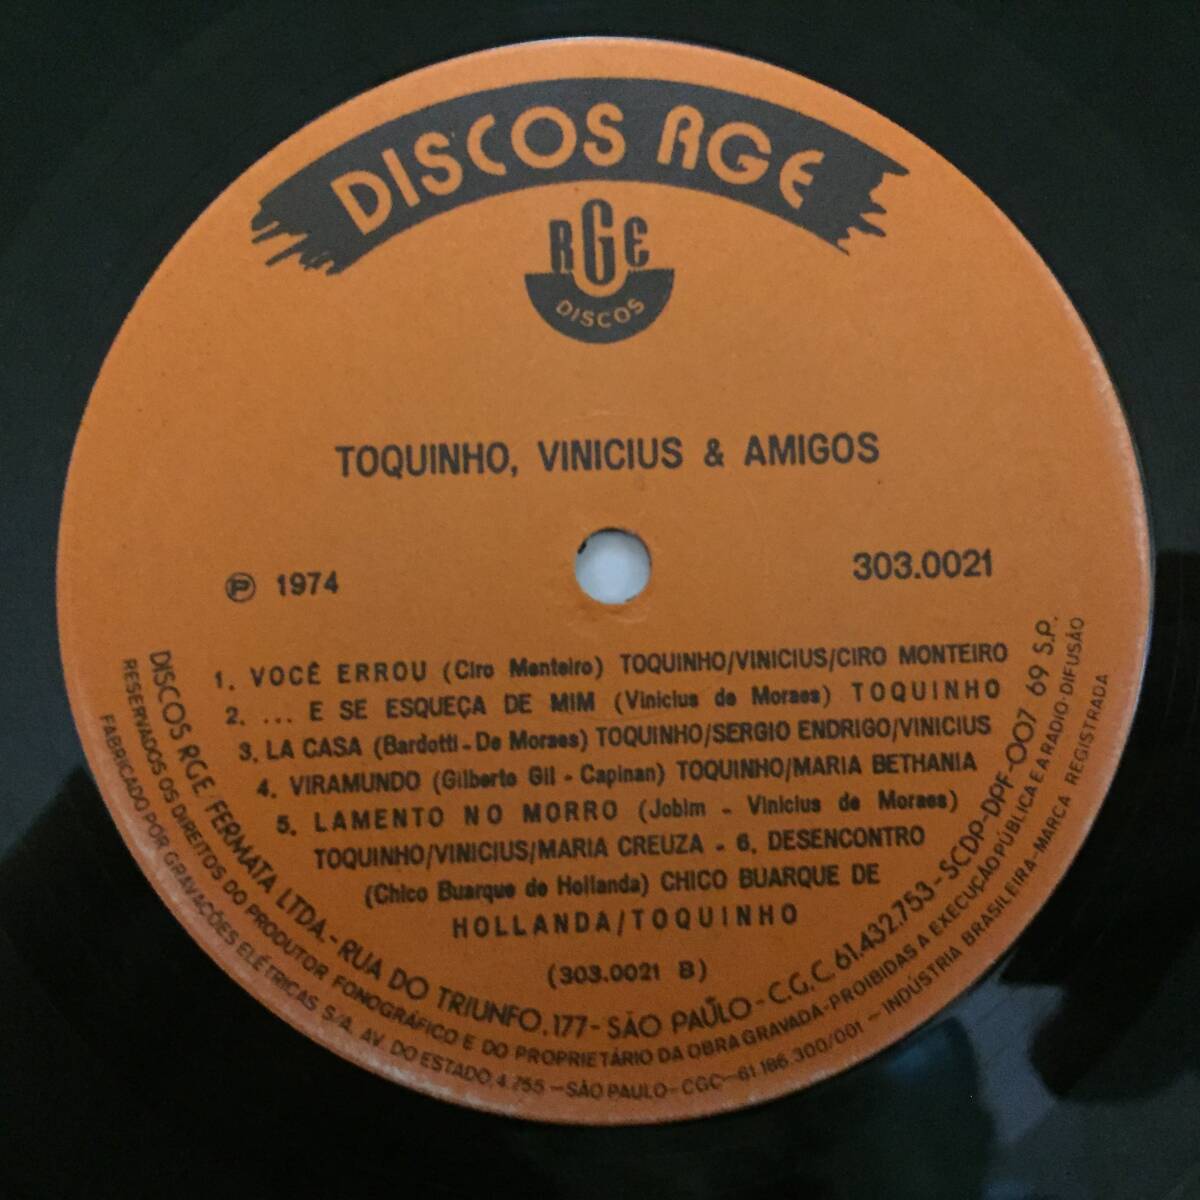 DISCOS RGE
RGE
DISCOS
TOQUINHO, VINICIUS & AMIGOS
Ⓟ 1974
303.0021
1. VOCÊ ERROU (Ciro Monteiro) TOQUINHO/VINICIUS/CIRO MONTEIRO
2. ... E SE ESQUEÇA DE MIM (Vinicius de Moraes) TOQUINHO
3. LA CASA (Bardotti - De Moraes) TOQUINHO/SERGIO ENDRIGO/VINICIUS
4. VIRAMUNDO (Gilberto Gil - Capinan) TOQUINHO/MARIA BETHANIA
5. LAMENTO NO MORRO (Jobim - Vinicius de Moraes)
TOQUINHO/VINICIUS/MARIA CREUZA - 6. DESENCONTRO
(Chico Buarque de Hollanda) CHICO BUARQUE DE
HOLLANDA/TOQUINHO
(303.0021 B)
DISCOS RGE/FERMATA LTDA. - RUA DO TRIUNFO, 177 - SÃO PAULO - C.G.C. 61.432.753 - SCDP-DPF-007 69 S.P.
RESERVADOS OS DIREITOS DO PRODUTOR FONOGRÁFICO E DO PROPRIETÁRIO DA OBRA GRAVADA - PROIBIDAS A EXECUÇÃO PÚBLICA E A RADIO-DIFUSÃO
FABRICADO POR GRAVAÇÕES ELÉTRICAS S/A. AV. DO ESTADO, 4.755 - SÃO PAULO - CGC - 61.186.300/001 - INDÚSTRIA BRASILEIRA - MARCA REGISTRADA